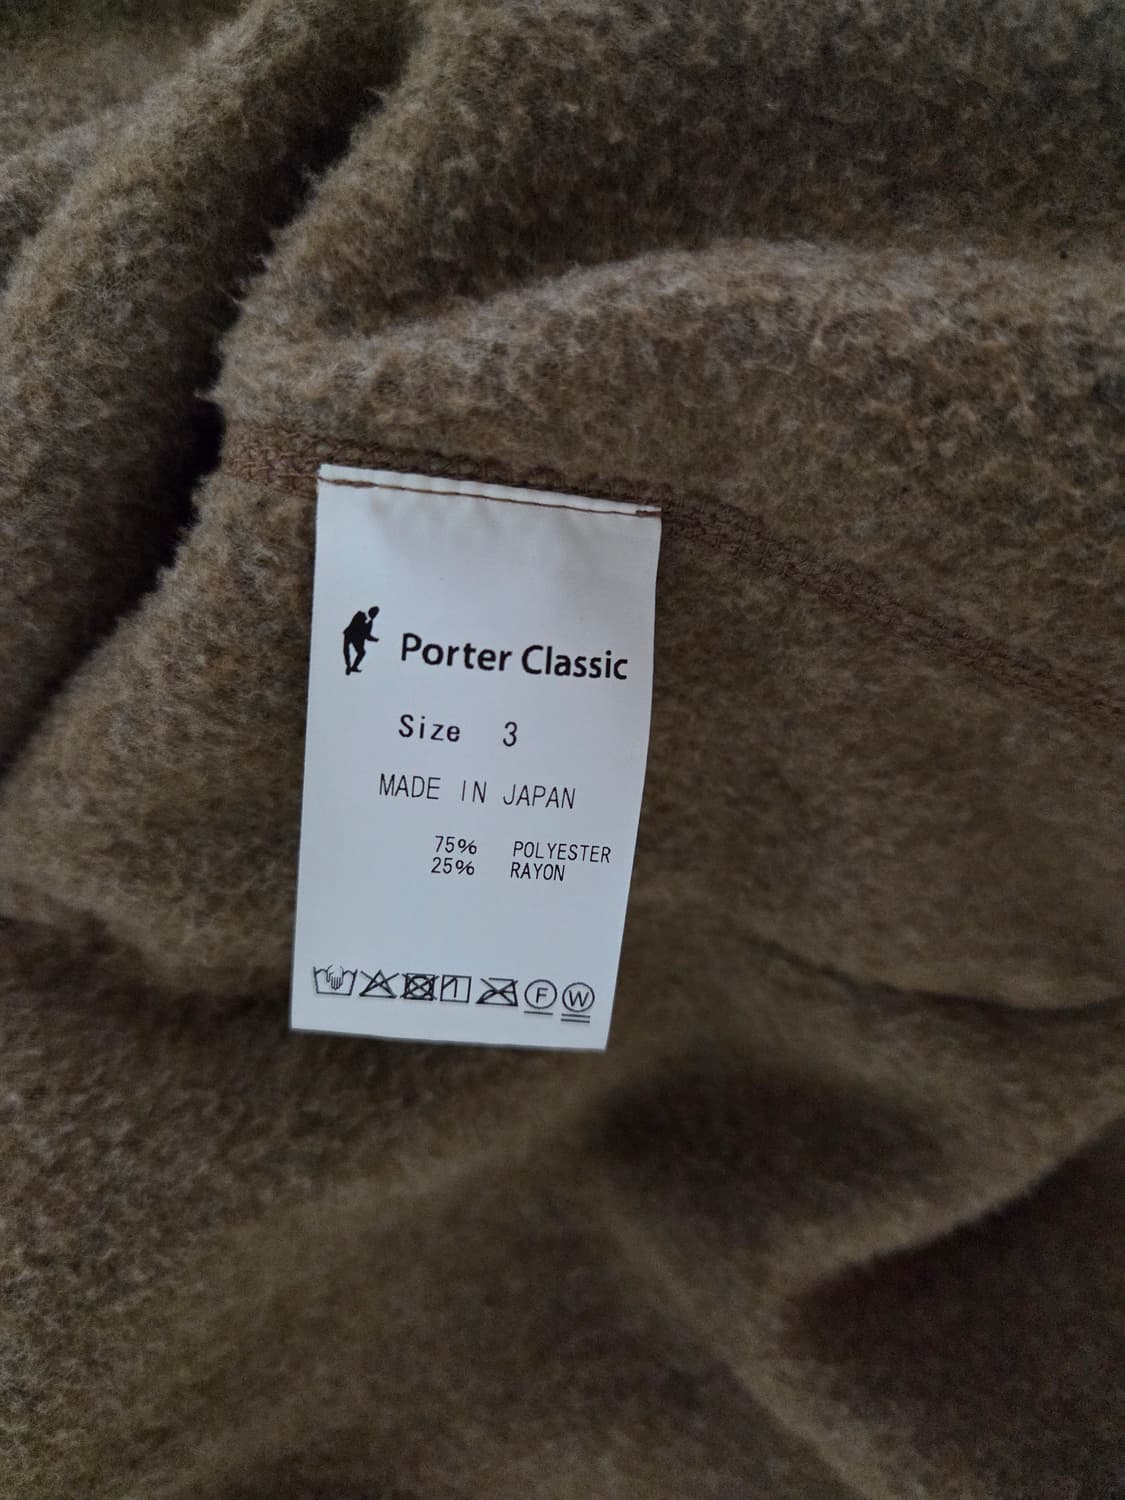 Porter Classic
Size 3
MADE IN JAPAN
75% POLYESTER
25% RAYON
F W